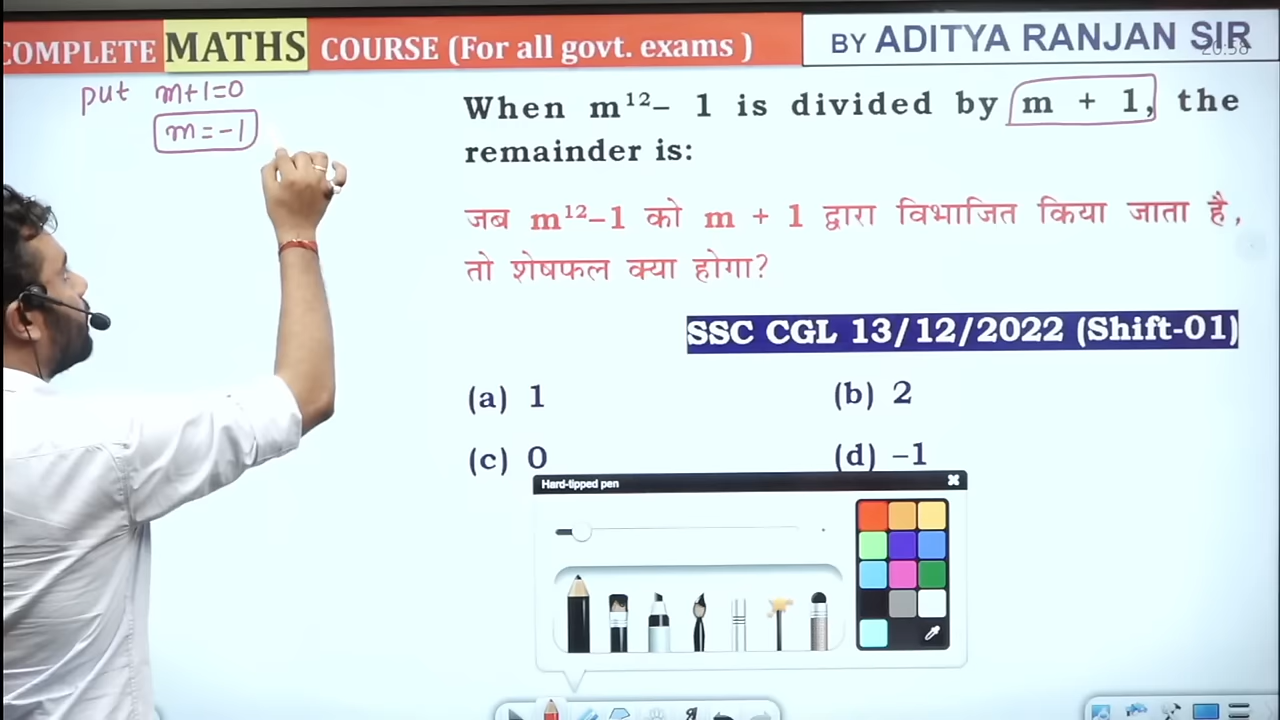 COMPLETE MATHS COURSE (For all govt. exams )
BY ADITYA RANJAN SIR
20:58
put m+1=0
m=-1
When m¹²– 1 is divided by m + 1, the
remainder is:
जब m¹²–1 को m + 1 द्वारा विभाजित किया जाता है,
तो शेषफल क्या होगा?
SSC CGL 13/12/2022 (Shift-01)
(a) 1
(b) 2
(c) 0
(d) –1
Hard-tipped pen